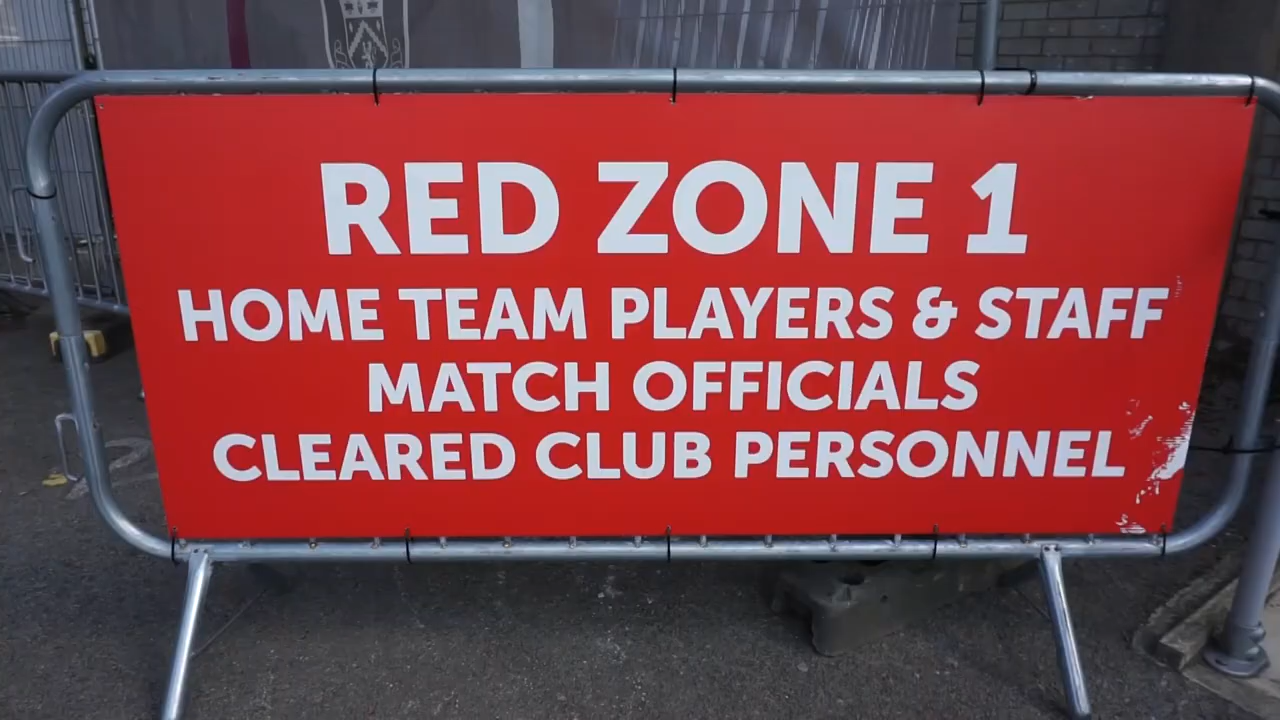 RED ZONE 1
HOME TEAM PLAYERS & STAFF
MATCH OFFICIALS
CLEARED CLUB PERSONNEL